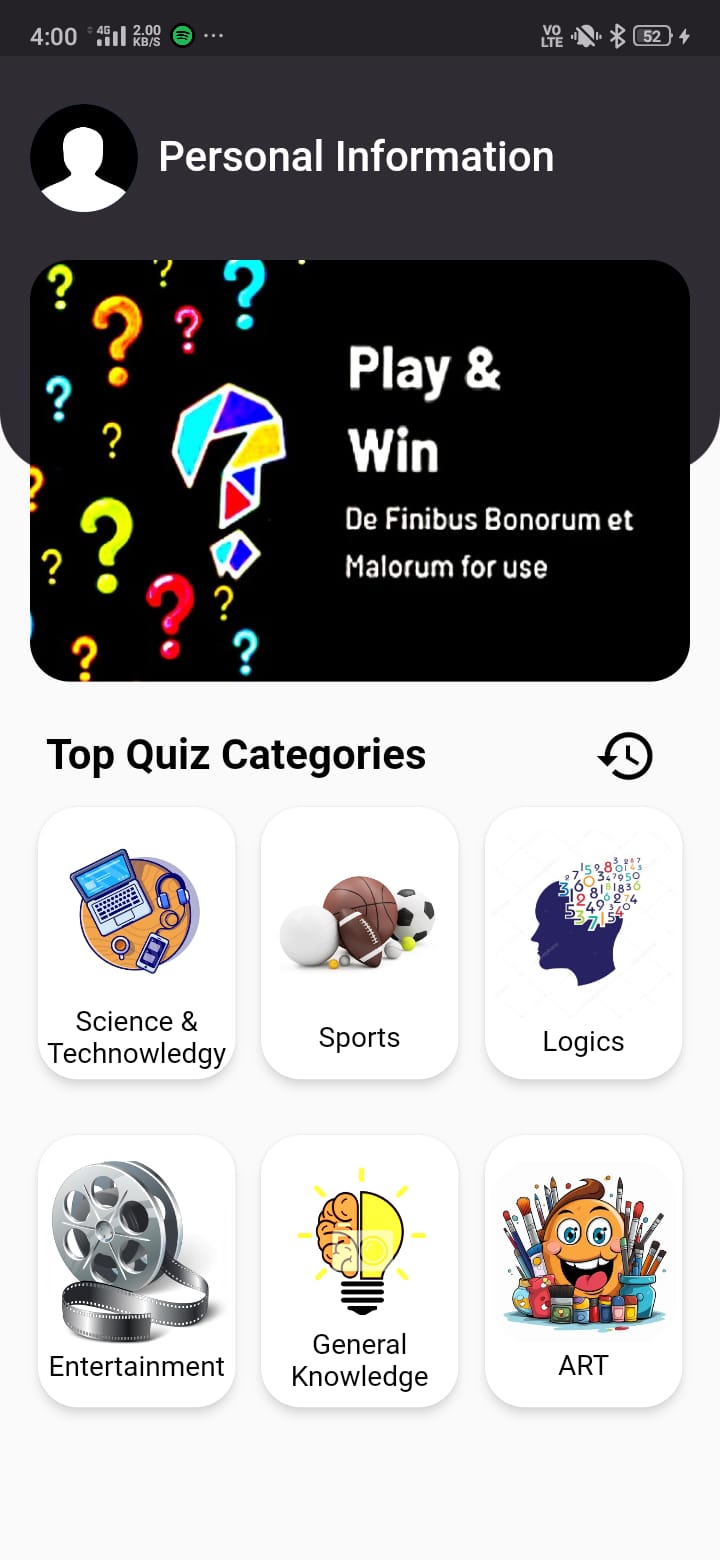 4:00 4G 2.00 KB/S ... VO LTE 52
Personal Information
Play &
Win
De Finibus Bonorum et
Malorum for use
Top Quiz Categories
Science &
Technowledgy
Sports
Logics
Entertainment
General
Knowledge
ART